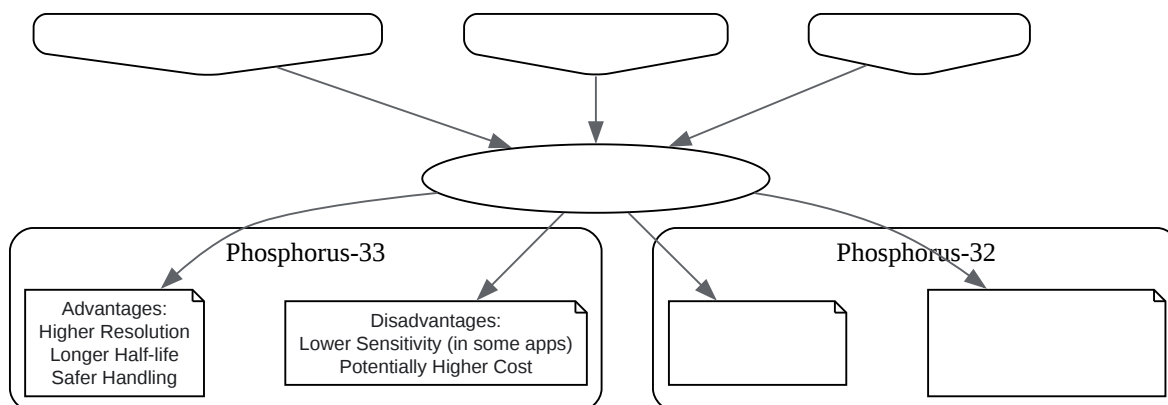 Phosphorus-33
Phosphorus-32
Advantages:
Higher Resolution
Longer Half-life
Safer Handling
Disadvantages:
Lower Sensitivity (in some apps)
Potentially Higher Cost